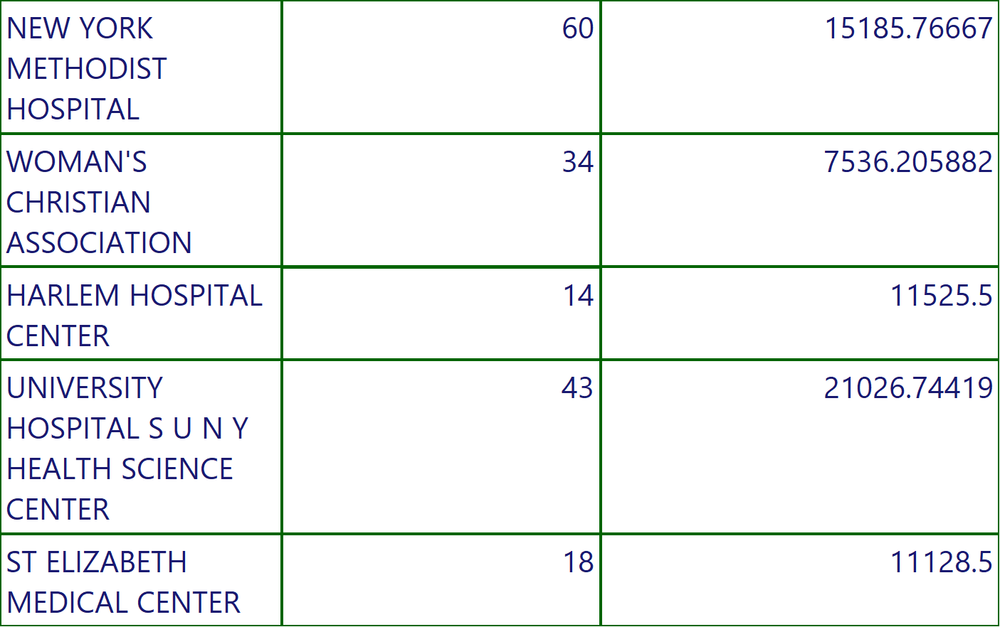 NEW YORK 60 15185.76667
METHODIST
HOSPITAL
WOMAN'S 34 7536.205882
CHRISTIAN
ASSOCIATION
HARLEM HOSPITAL 14 11525.5
CENTER
UNIVERSITY 43 21026.74419
HOSPITAL S U N Y
HEALTH SCIENCE
CENTER
ST ELIZABETH 18 11128.5
MEDICAL CENTER